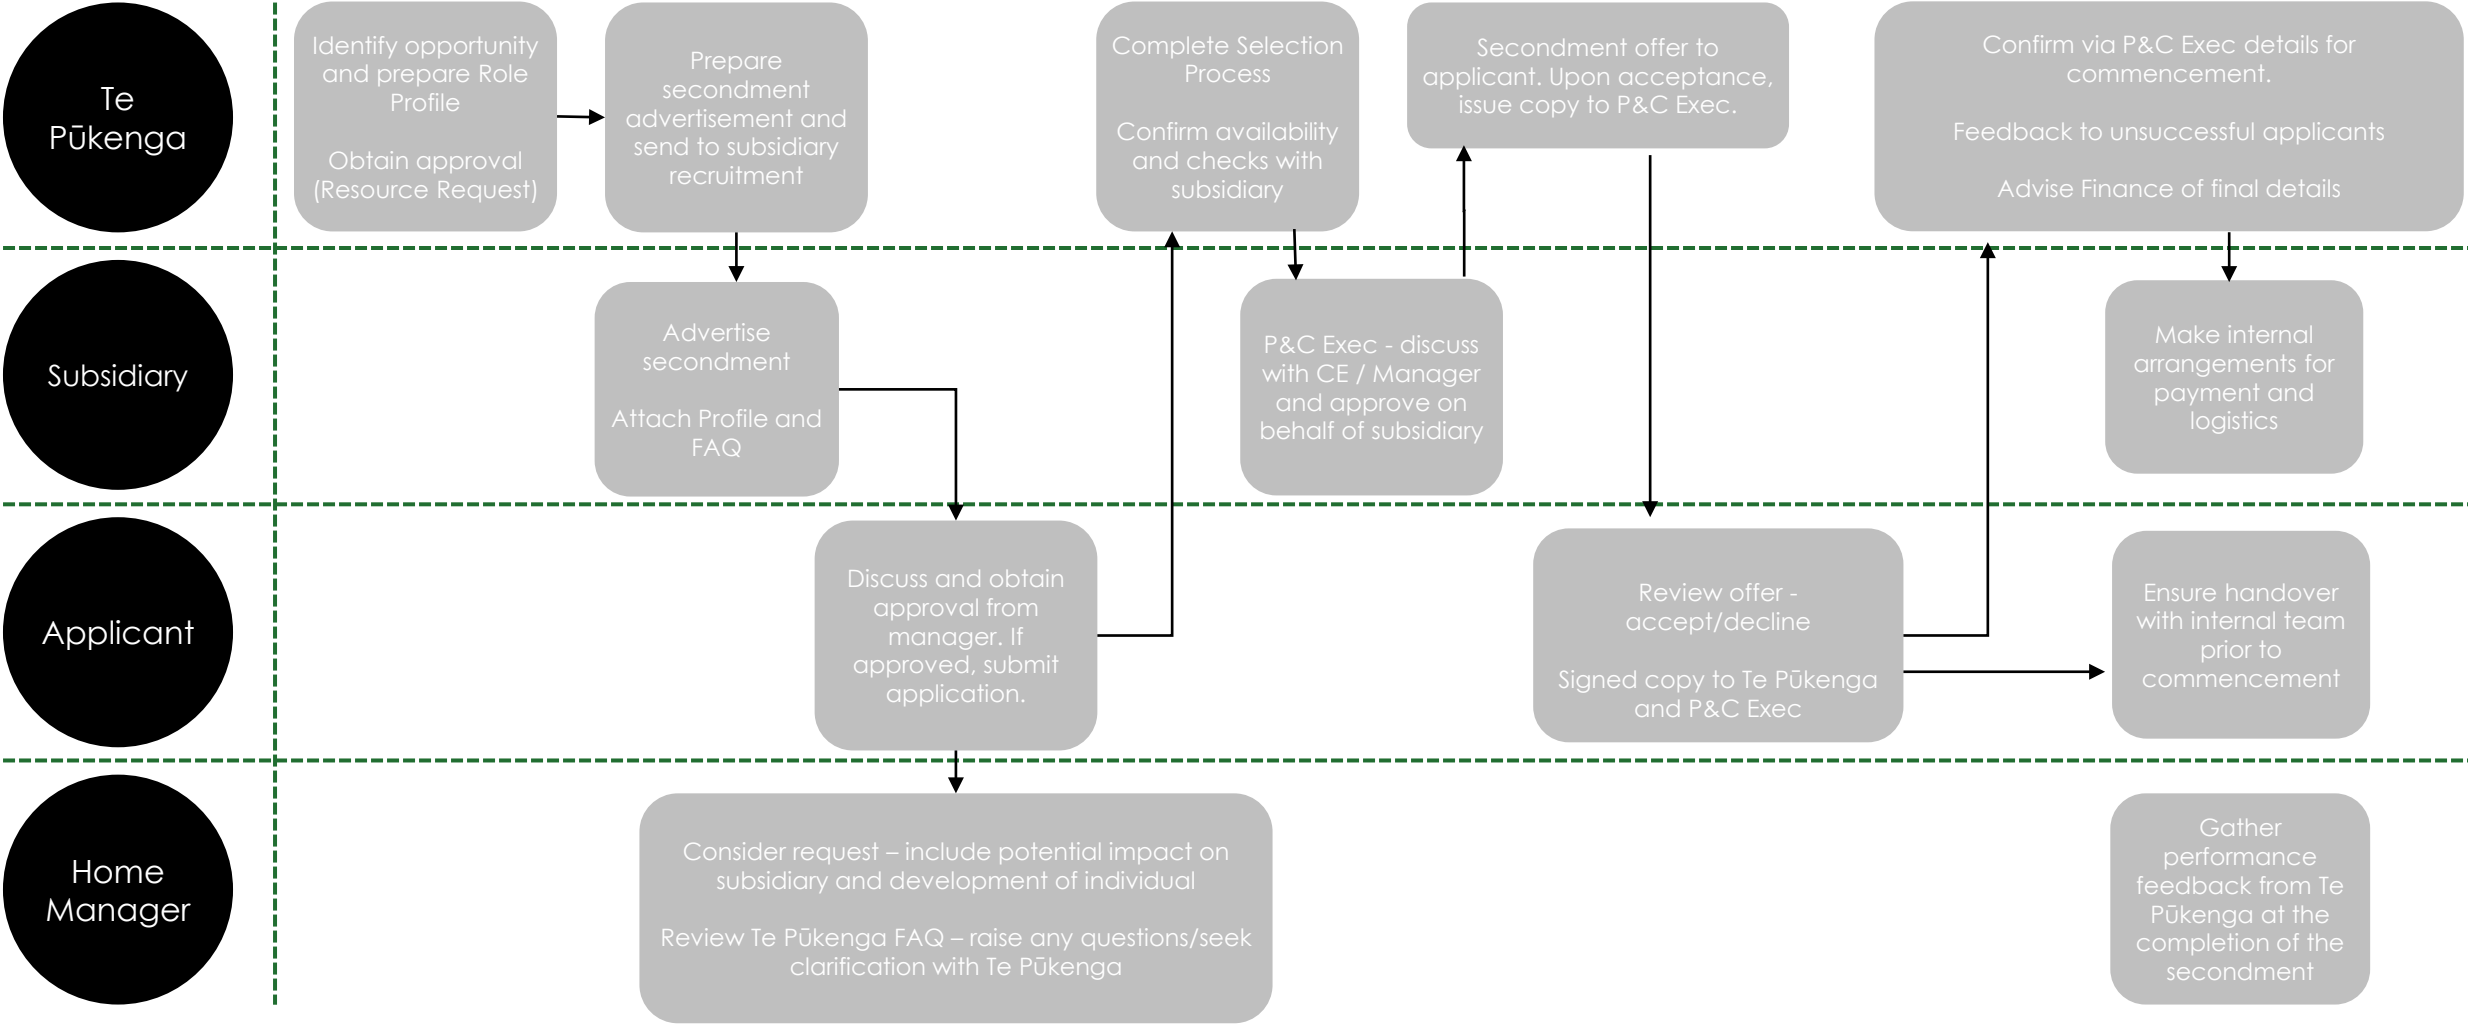 Te
Pūkenga
Identify opportunity
and prepare Role
Profile
Obtain approval
(Resource Request)
Prepare
secondment
advertisement and
send to subsidiary
recruitment
Complete Selection
Process
Confirm availability
and checks with
subsidiary
Secondment offer to
applicant. Upon acceptance,
issue copy to P&C Exec.
Confirm via P&C Exec details for
commencement.
Feedback to unsuccessful applicants
Advise Finance of final details
Subsidiary
Advertise
secondment
Attach Profile and
FAQ
P&C Exec - discuss
with CE / Manager
and approve on
behalf of subsidiary
Make internal
arrangements for
payment and
logistics
Applicant
Discuss and obtain
approval from
manager. If
approved, submit
application.
Review offer -
accept/decline
Signed copy to Te Pūkenga
and P&C Exec
Ensure handover
with internal team
prior to
commencement
Home
Manager
Consider request – include potential impact on
subsidiary and development of individual
Review Te Pūkenga FAQ – raise any questions/seek
clarification with Te Pūkenga
Gather
performance
feedback from Te
Pūkenga at the
completion of the
secondment